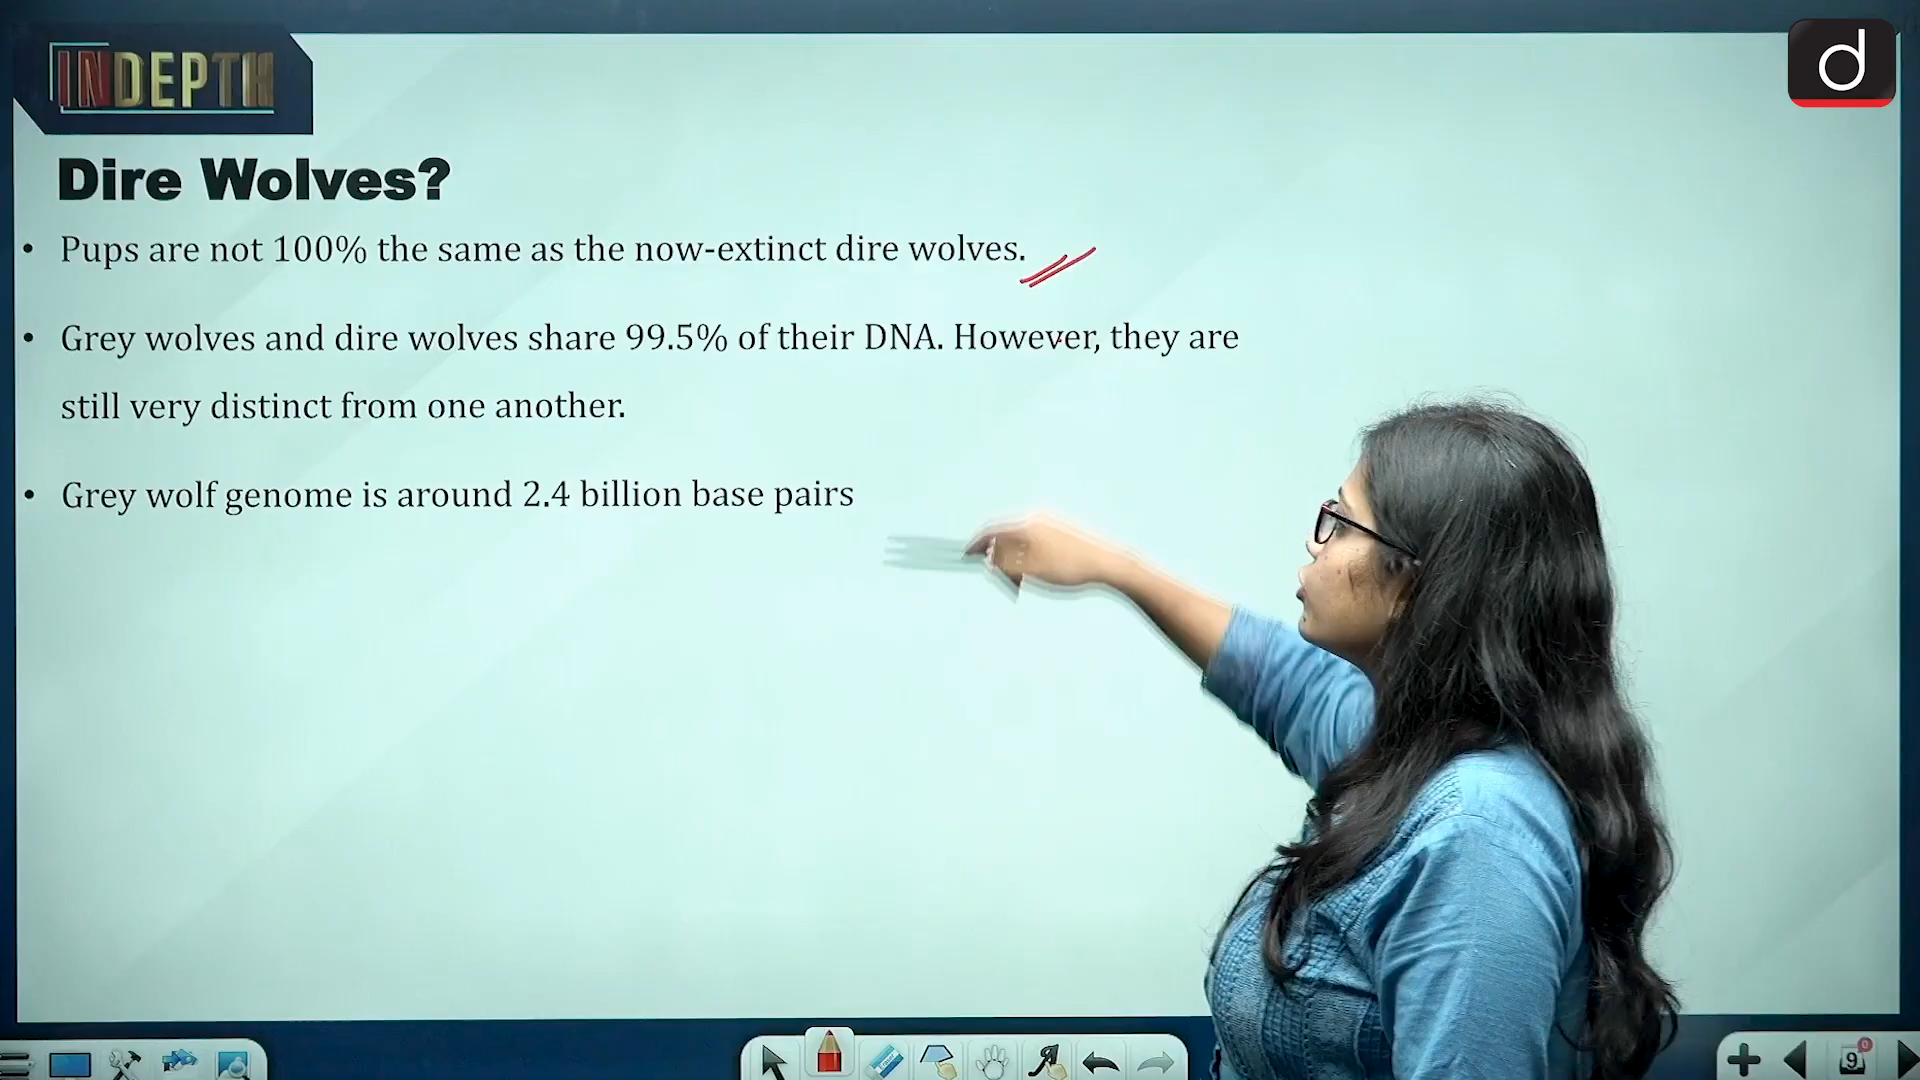 INDEPTH
d
Dire Wolves?
• Pups are not 100% the same as the now-extinct dire wolves.
• Grey wolves and dire wolves share 99.5% of their DNA. However, they are
still very distinct from one another.
• Grey wolf genome is around 2.4 billion base pairs
9
0